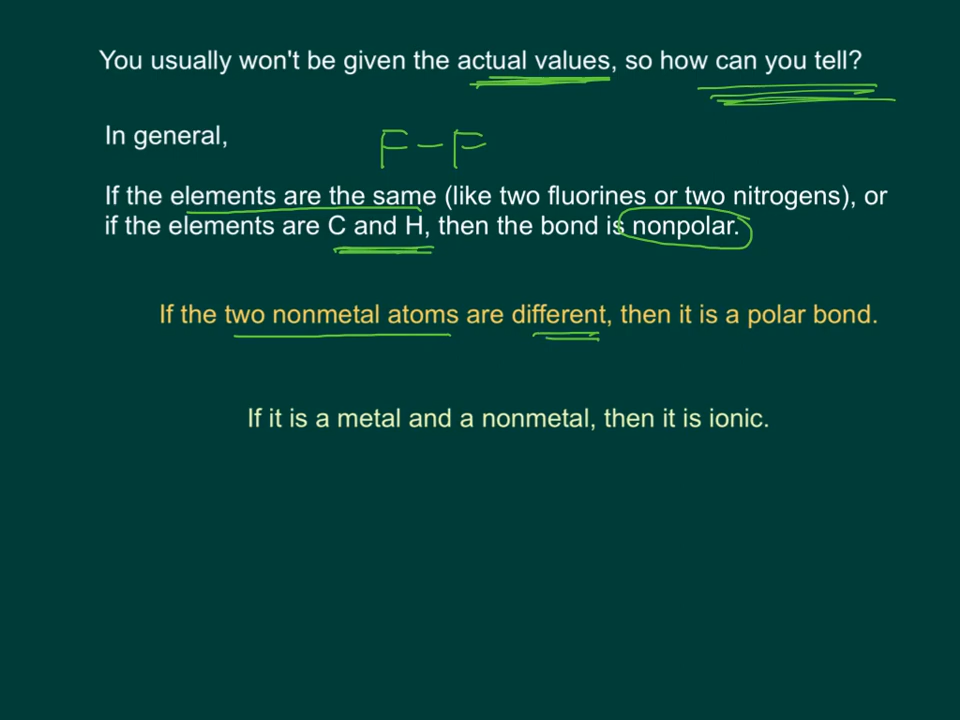 You usually won't be given the actual values, so how can you tell?
In general,
F - F
If the elements are the same (like two fluorines or two nitrogens), or
if the elements are C and H, then the bond is nonpolar.
If the two nonmetal atoms are different, then it is a polar bond.
If it is a metal and a nonmetal, then it is ionic.